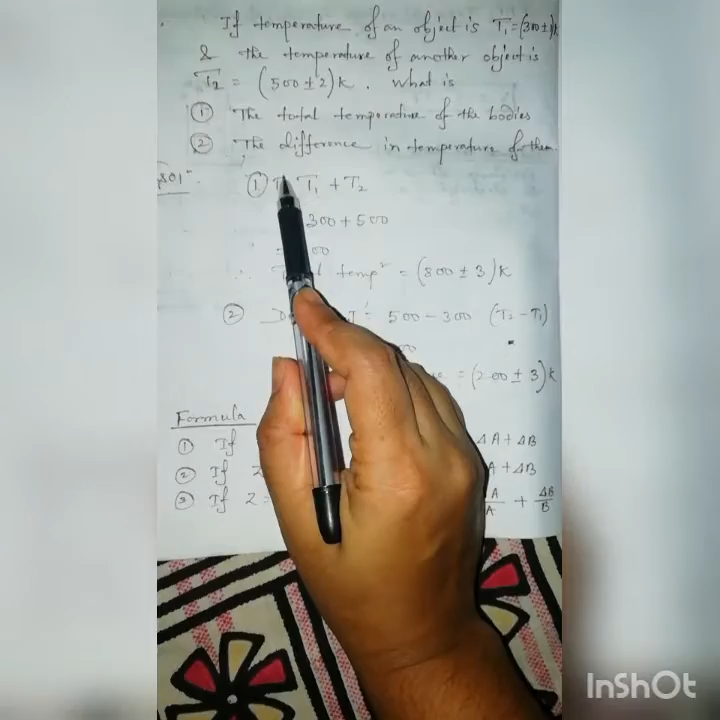 If temperature of an object is T₁ = (300 ± 1)K
& the temperature of another object is
T₂ = (500 ± 2)K. What is
① The total temperature of the bodies
② The difference in temperature of them
Solⁿ.
① T₁ + T₂
300 + 500
temp² = (800 ± 3) K
② = 500 − 300 (T₂ − T₁)
= (200 ± 3) K
Formula
① If ΔA + ΔB
② If Z + ΔB
③ If Z = ΔA/A + ΔB/B
InShOt